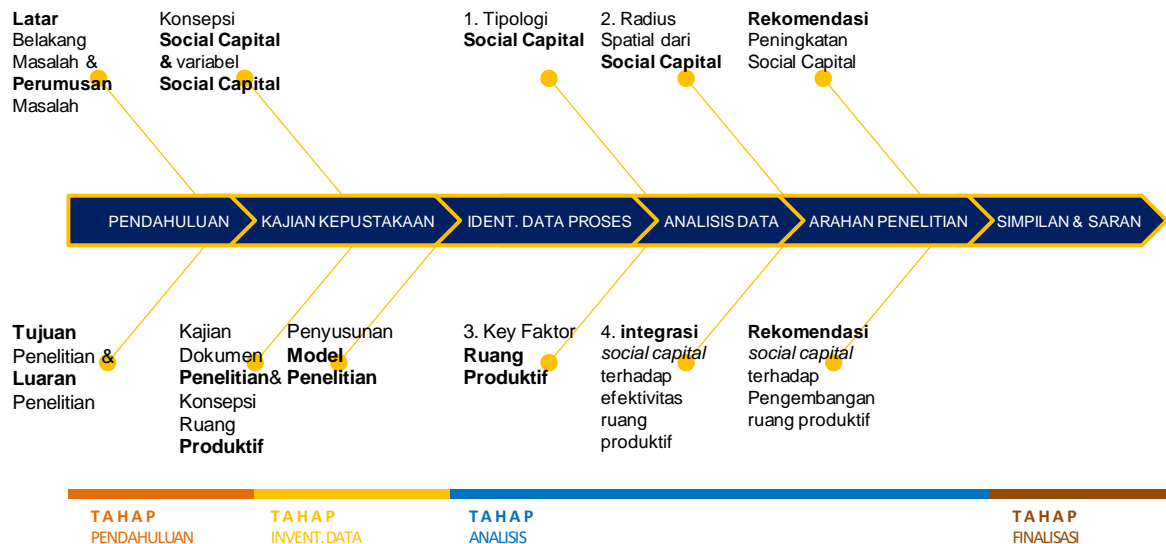 Latar
Belakang
Masalah &
Perumusan
Masalah
Konsepsi
Social Capital
& variabel
Social Capital
1. Tipologi
Social Capital
2. Radius
Spatial dari
Social Capital
Rekomendasi
Peningkatan
Social Capital
PENDAHULUAN
KAJIAN KEPUSTAKAAN
IDENT. DATA PROSES
ANALISIS DATA
ARAHAN PENELITIAN
SIMPILAN & SARAN
Tujuan
Penelitian &
Luaran
Penelitian
Kajian
Dokumen
Penelitian&
Konsepsi
Ruang
Produktif
Penyusunan
Model
Penelitian
3. Key Faktor
Ruang
Produktif
4. integrasi
social capital
terhadap
efektivitas
ruang
produktif
Rekomendasi
social capital
terhadap
Pengembangan
ruang produktif
TAHAP
PENDAHULUAN
TAHAP
INVENT. DATA
TAHAP
ANALISIS
TAHAP
FINALISASI